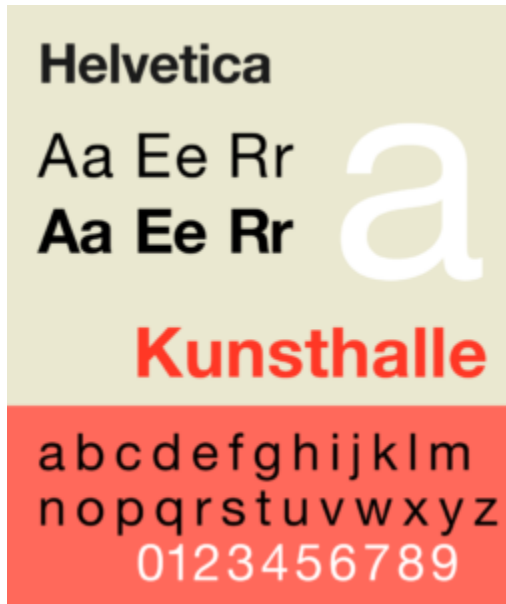 Helvetica
Aa Ee Rr
Aa Ee Rr
a
Kunsthalle
abcdefghijklm
nopqrstuvwxyz
0123456789